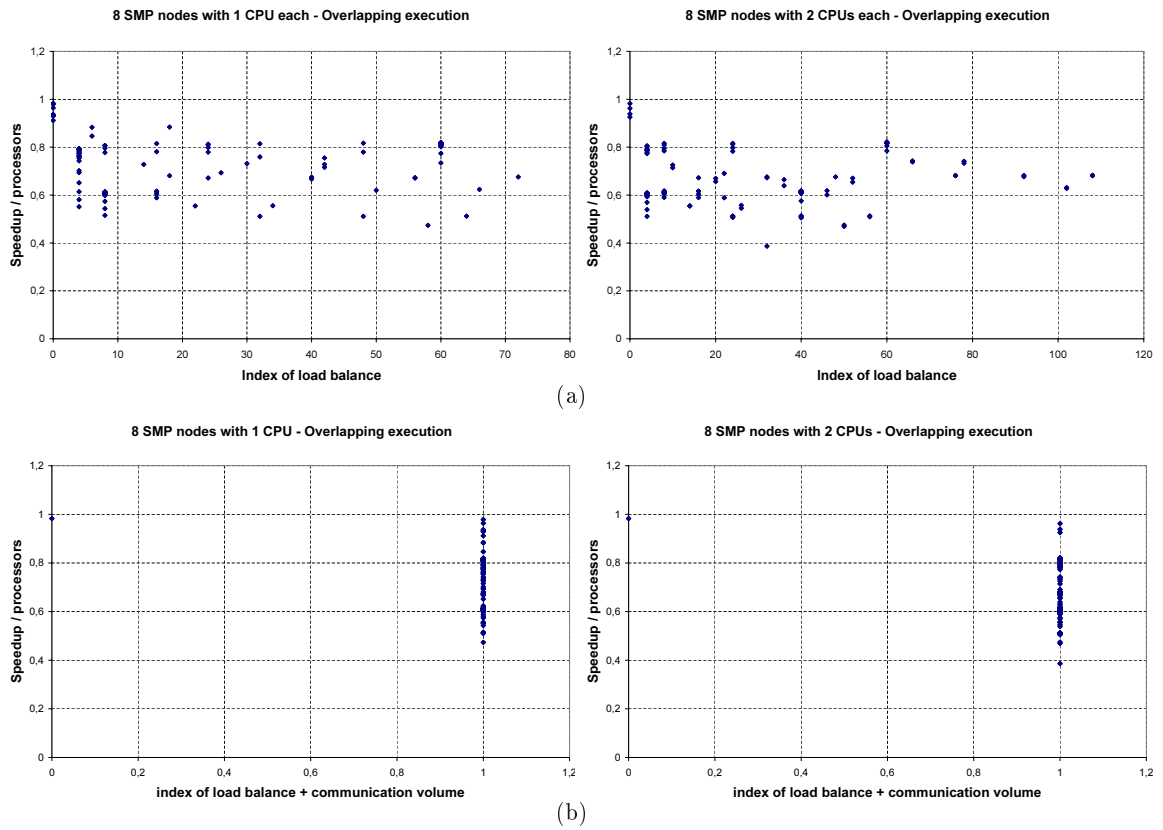 8 SMP nodes with 1 CPU each - Overlapping execution
1,2
1
0,8
0,6
0,4
0,2
0
Speedup / processors
0 10 20 30 40 50 60 70 80
Index of load balance
8 SMP nodes with 2 CPUs each - Overlapping execution
1,2
1
0,8
0,6
0,4
0,2
0
Speedup / processors
0 20 40 60 80 100 120
Index of load balance
(a)
8 SMP nodes with 1 CPU - Overlapping execution
1,2
1
0,8
0,6
0,4
0,2
0
Speedup / processors
0 0,2 0,4 0,6 0,8 1 1,2
index of load balance + communication volume
8 SMP nodes with 2 CPUs - Overlapping execution
1,2
1
0,8
0,6
0,4
0,2
0
Speedup / processors
0 0,2 0,4 0,6 0,8 1 1,2
index of load balance + communication volume
(b)